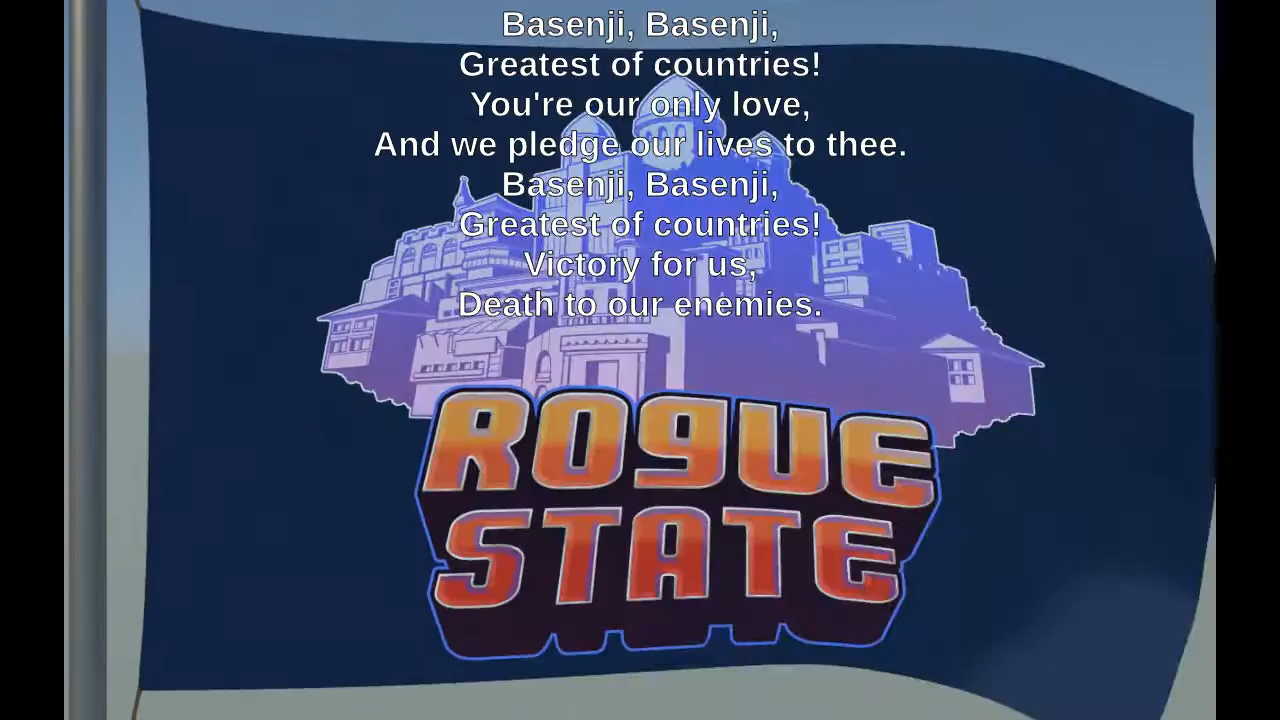 Basenji, Basenji,
Greatest of countries!
You're our only love,
And we pledge our lives to thee.
Basenji, Basenji,
Greatest of countries!
Victory for us,
Death to our enemies.
ROGUE
STATE